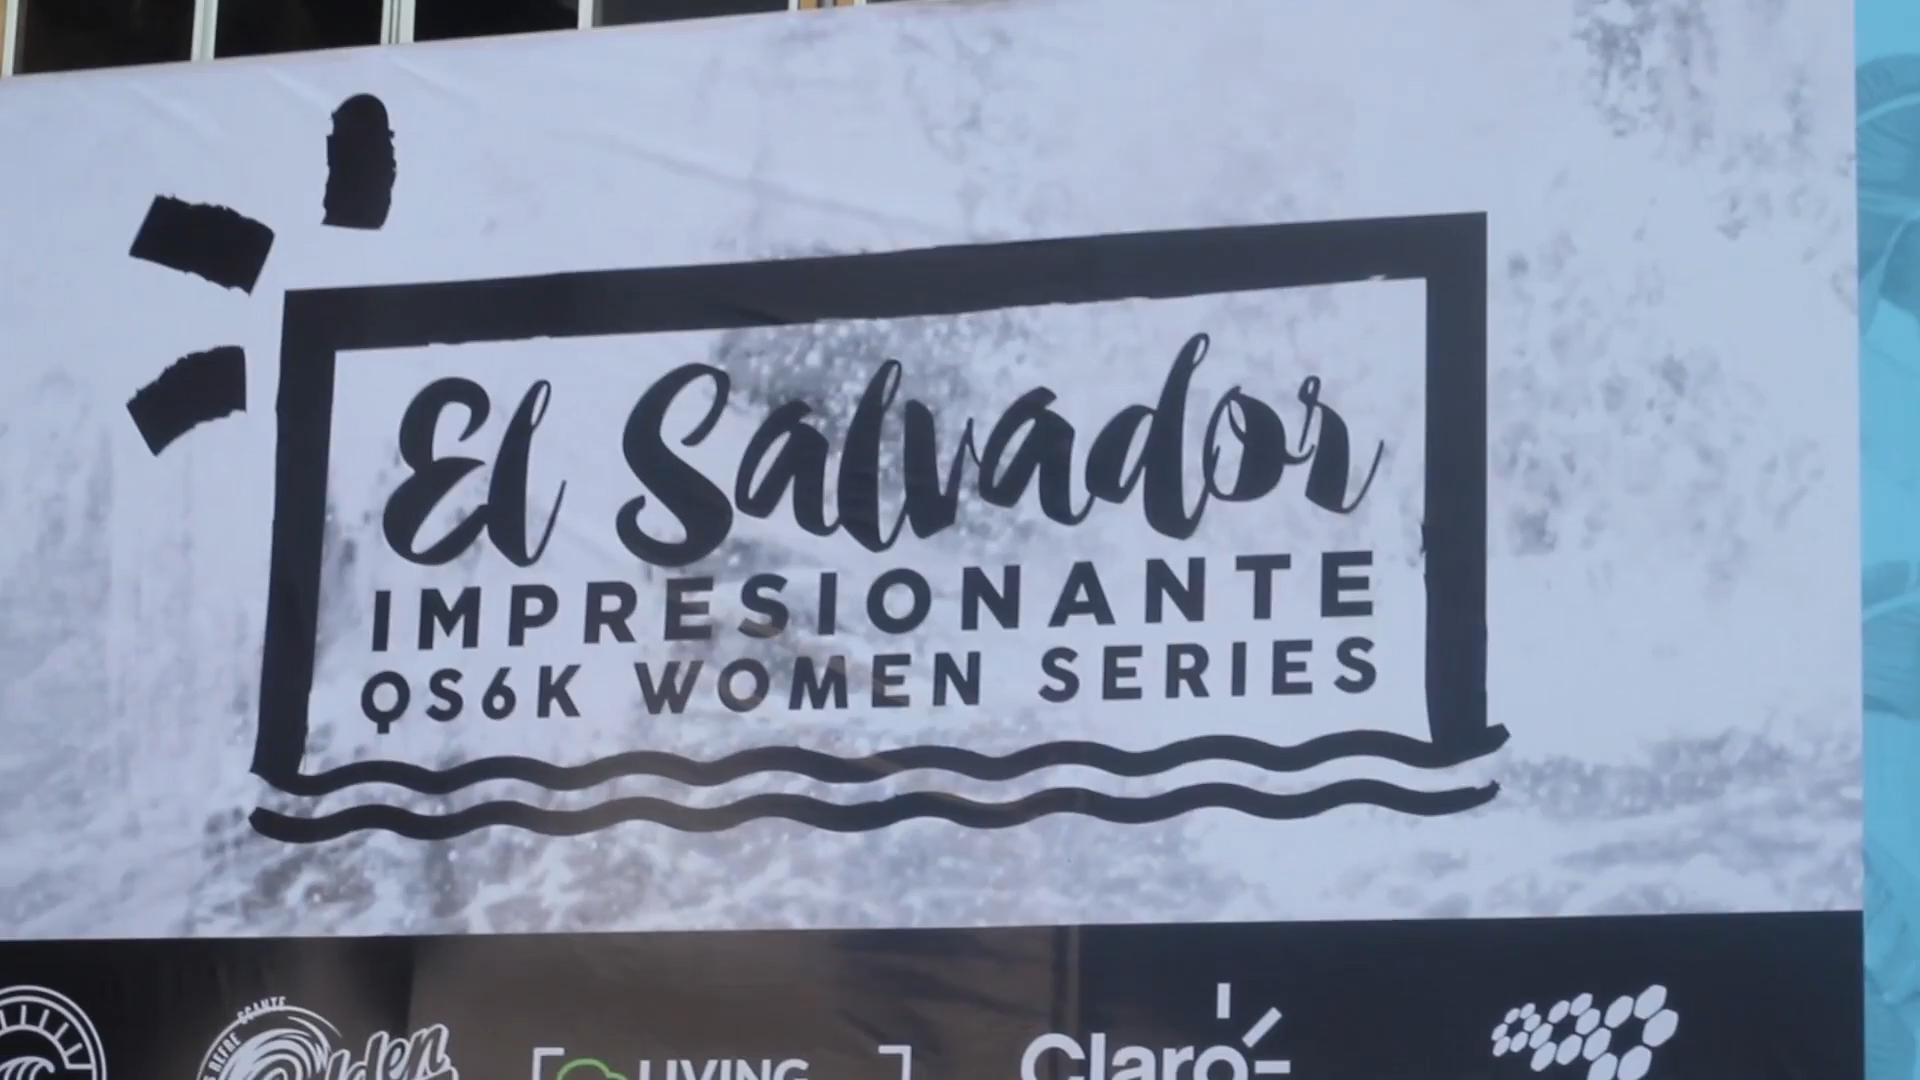 El Salvador
IMPRESIONANTE
QS6K WOMEN SERIES
LIVING
Claro